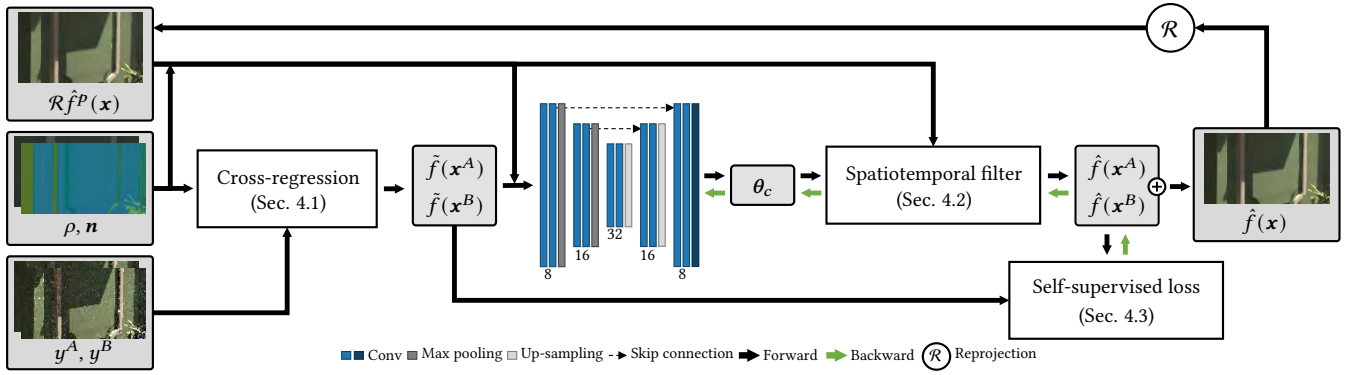 ℛf̂ᵖ(x)
ρ, n
yᴬ, yᴮ
Cross-regression
(Sec. 4.1)
f̃(xᴬ)
f̃(xᴮ)
8
16
32
16
8
θ_c
Spatiotemporal filter
(Sec. 4.2)
f̂(xᴬ)
f̂(xᴮ)
+
ℛ
f̂(x)
Self-supervised loss
(Sec. 4.3)
Conv Max pooling Up-sampling Skip connection Forward Backward ℛ Reprojection